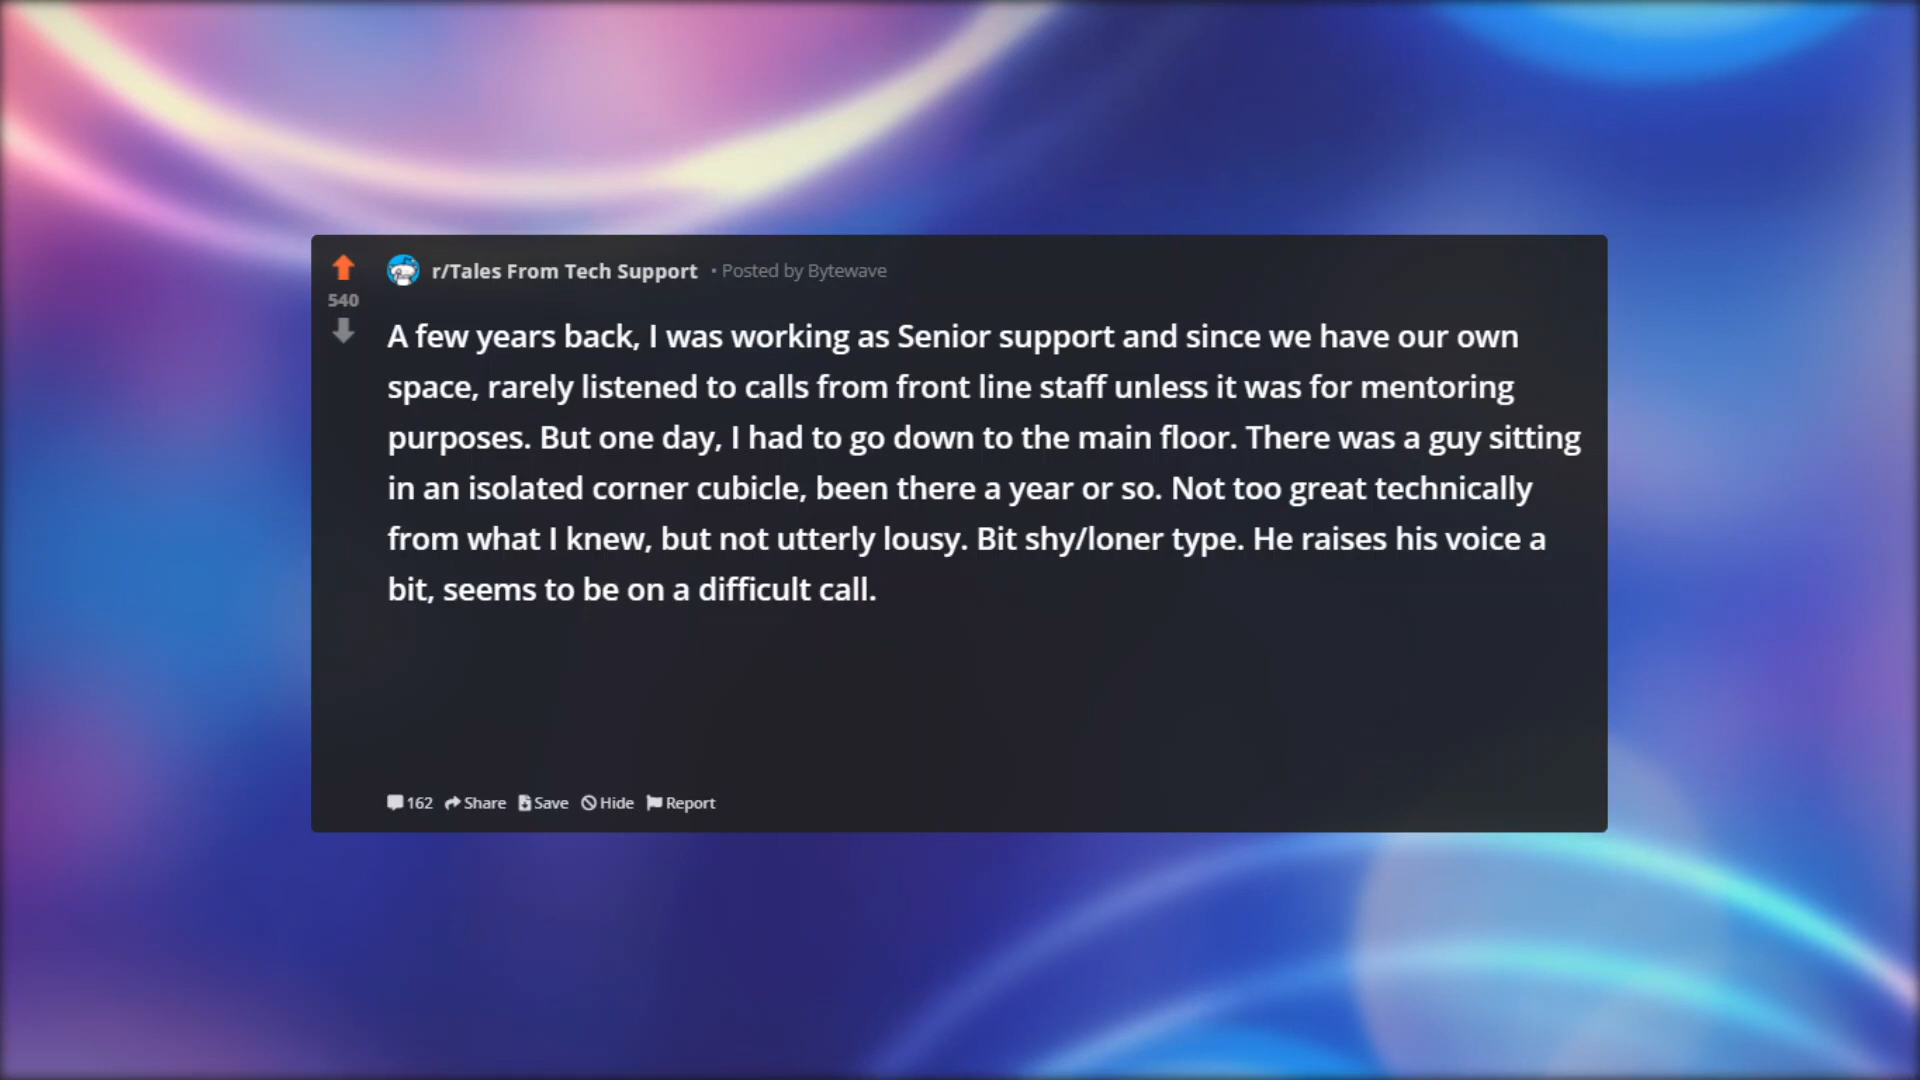 r/Tales From Tech Support • Posted by Bytewave
540
A few years back, I was working as Senior support and since we have our own
space, rarely listened to calls from front line staff unless it was for mentoring
purposes. But one day, I had to go down to the main floor. There was a guy sitting
in an isolated corner cubicle, been there a year or so. Not too great technically
from what I knew, but not utterly lousy. Bit shy/loner type. He raises his voice a
bit, seems to be on a difficult call.
162 Share Save Hide Report